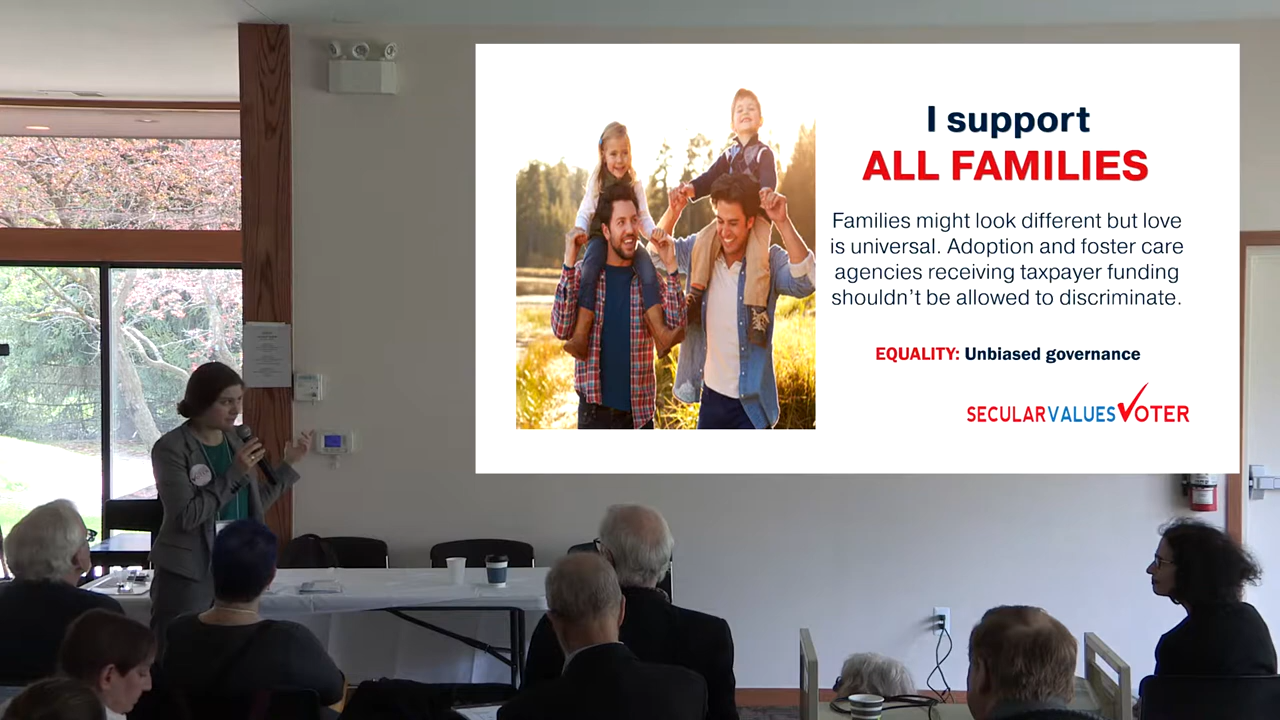 I support
ALL FAMILIES
Families might look different but love
is universal. Adoption and foster care
agencies receiving taxpayer funding
shouldn't be allowed to discriminate.
EQUALITY: Unbiased governance
SECULARVALUESVOTER